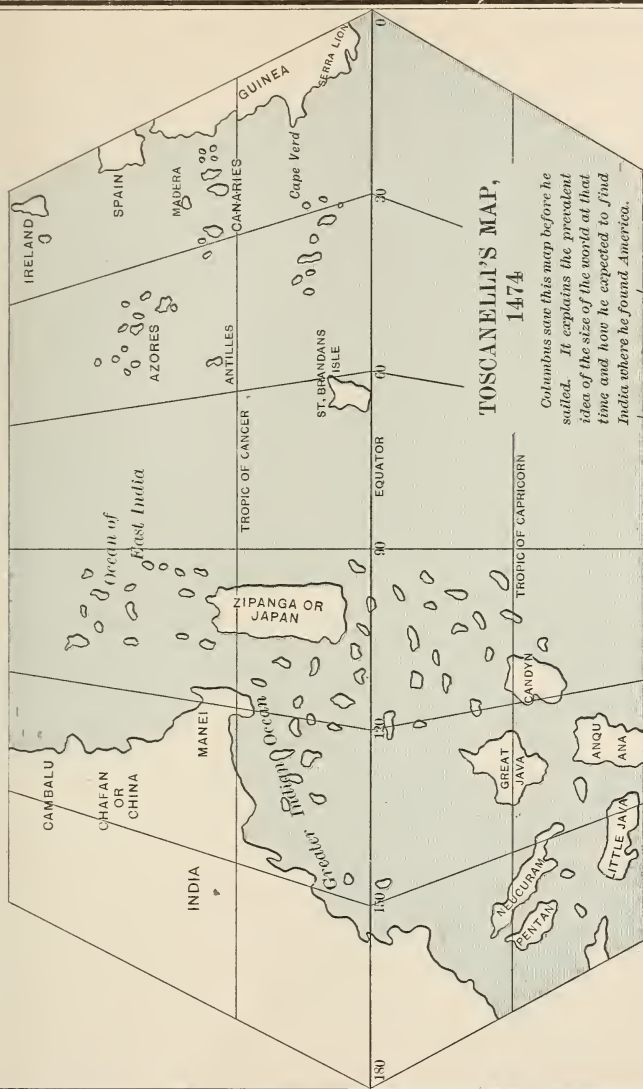 IRELAND
SPAIN
MADERA
AZORES
CANARIES
GUINEA
Cape Verd
SERRA LION
ANTILLES
ST. BRANDANS
ISLE
Ocean of
East India
TROPIC OF CANCER
ZIPANGA OR
JAPAN
CAMBALU
CHAFAN
OR
CHINA
MANEI
INDIA
Greater Indign Ocean
EQUATOR
180
150
120
90
60
30
0
TROPIC OF CAPRICORN
CANDYN
GREAT
JAVA
ANQU
ANA
NEUCURAM
PENTAN
LITTLE JAVA
TOSCANELLI'S MAP,
1474
Columbus saw this map before he
sailed. It explains the prevalent
idea of the size of the world at that
time and how he expected to find
India where he found America.